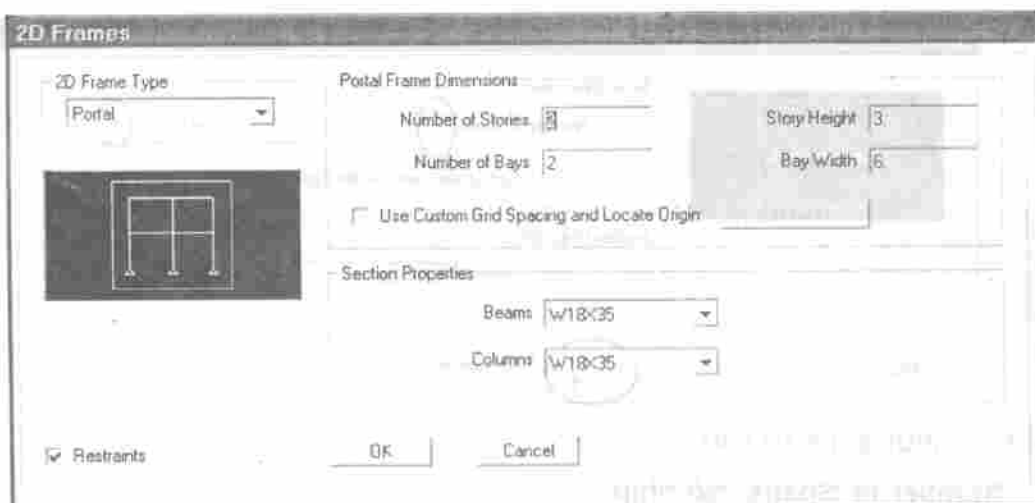 2D Frames
2D Frame Type
Portal
Portal Frame Dimensions
Number of Stories
Story Height 3.
Number of Bays 2
Bay Width 6.
Use Custom Grid Spacing and Locate Origin
Section Properties
Beams W18X35
Columns W18X35
Restraints
OK
Cancel